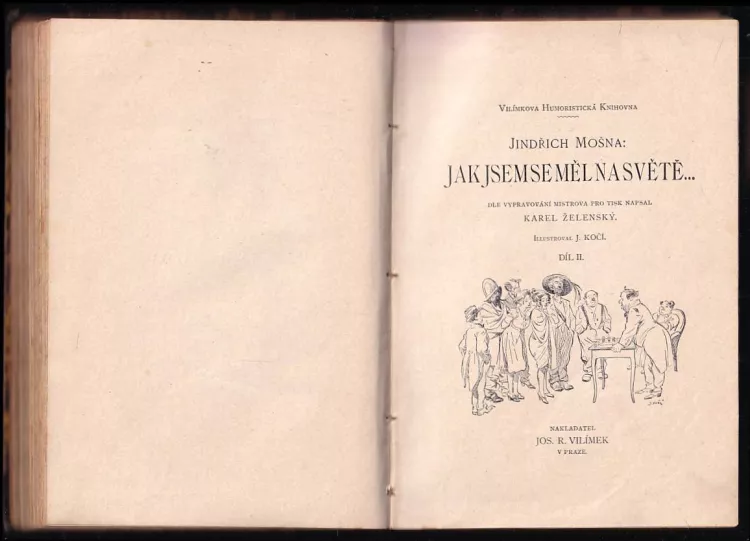 Vilímkova Humoristická Knihovna
Jindřich Mošna:
JAK JSEM SE MĚL NA SVĚTĚ...
DLE VYPRAVOVÁNÍ MISTROVA PRO TISK NAPSAL
KAREL ŽELENSKÝ.
Illustroval J. KOČÍ.
DÍL II.
NAKLADATEL
JOS. R. VILÍMEK
V PRAZE.